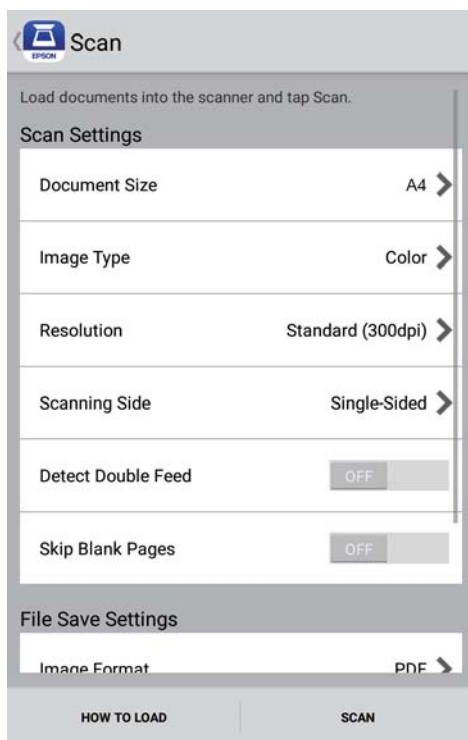 EPSON
Scan
Load documents into the scanner and tap Scan.
Scan Settings
Document Size A4
Image Type Color
Resolution Standard (300dpi)
Scanning Side Single-Sided
Detect Double Feed OFF
Skip Blank Pages OFF
File Save Settings
Image Format PDF
HOW TO LOAD SCAN